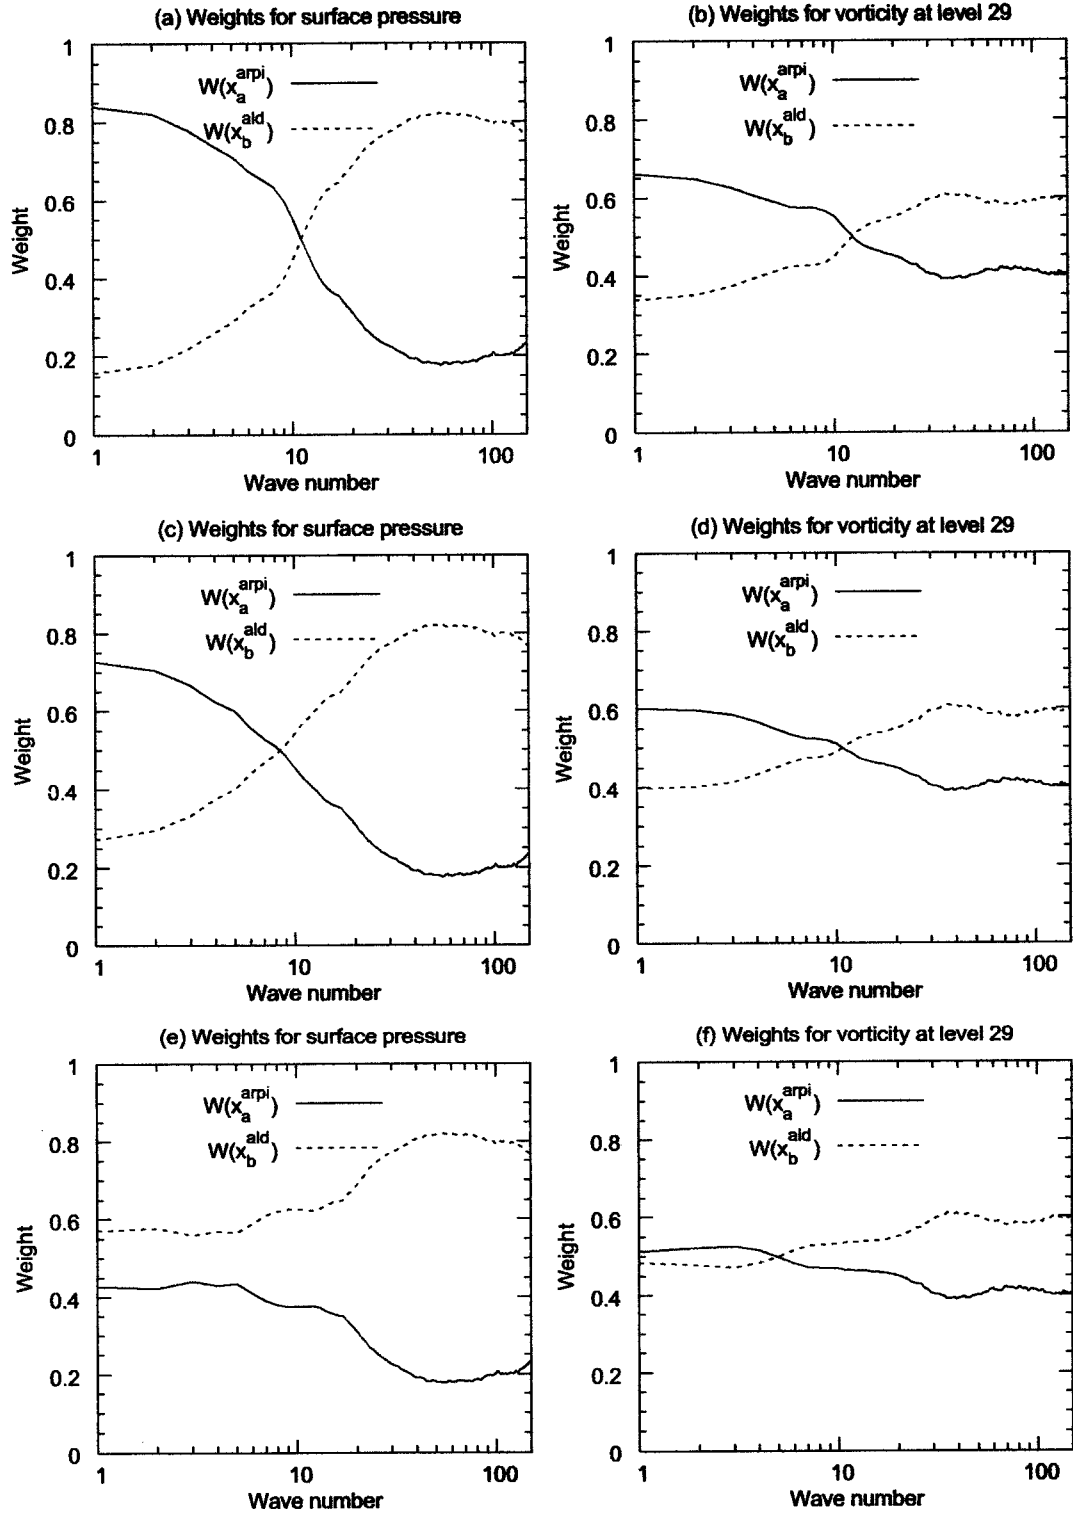 (a) Weights for surface pressure
1
0.8
0.6
0.4
0.2
0
Weight
W(x_a^arpi)
W(x_b^ald)
1 10 100
Wave number
(b) Weights for vorticity at level 29
1
0.8
0.6
0.4
0.2
0
Weight
W(x_a^arpi)
W(x_b^ald)
1 10 100
Wave number
(c) Weights for surface pressure
1
0.8
0.6
0.4
0.2
0
Weight
W(x_a^arpi)
W(x_b^ald)
1 10 100
Wave number
(d) Weights for vorticity at level 29
1
0.8
0.6
0.4
0.2
0
Weight
W(x_a^arpi)
W(x_b^ald)
1 10 100
Wave number
(e) Weights for surface pressure
1
0.8
0.6
0.4
0.2
0
Weight
W(x_a^arpi)
W(x_b^ald)
1 10 100
Wave number
(f) Weights for vorticity at level 29
1
0.8
0.6
0.4
0.2
0
Weight
W(x_a^arpi)
W(x_b^ald)
1 10 100
Wave number